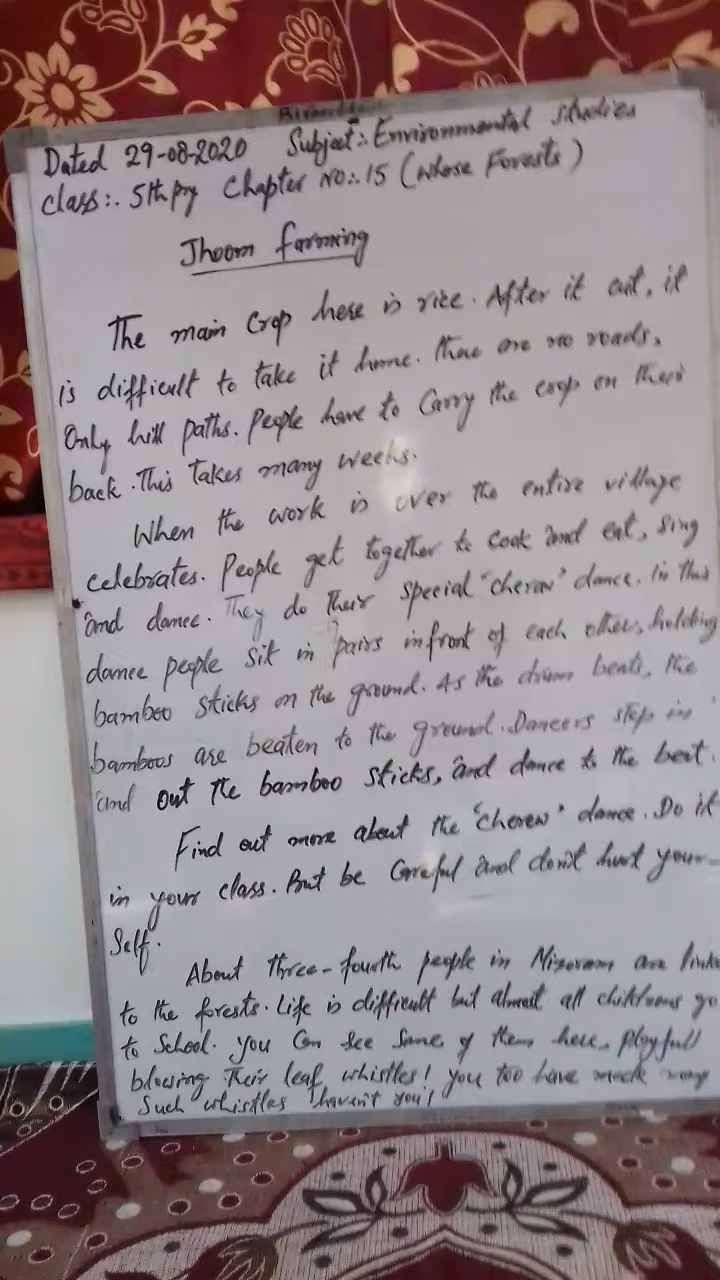 Dated 29-08-2020 Subject:- Environmental Studies
Class:- 5th pry Chapter No:- 15 (Whose Forests)
Jhoom farming
The main crop here is rice. After it cut, it
is difficult to take it home. There are no roads,
Only hill paths. People have to Carry the crop on their
back. This takes many weeks.
When the work is over the entire village
celebrates. People get together to cook and eat, sing
and dance. They do their special "cheraw" dance. In this
dance people sit in pairs infront of each other, holding
bamboo sticks on the ground. As the drum beats, the
bamboos are beaten to the ground. Dancers step in
and out the bamboo sticks, and dance to the beat.
Find out more about the 'cherew' dance. Do it
in your class. But be Careful and don't hurt your-
Self.
About three-fourth people in Mizoram are link
to the forests. Life is difficult but almost all childrens go
to School. you Can See Some of them here, playfull
blowing their leaf whistles! you too have made many
Such whistles haven't you!